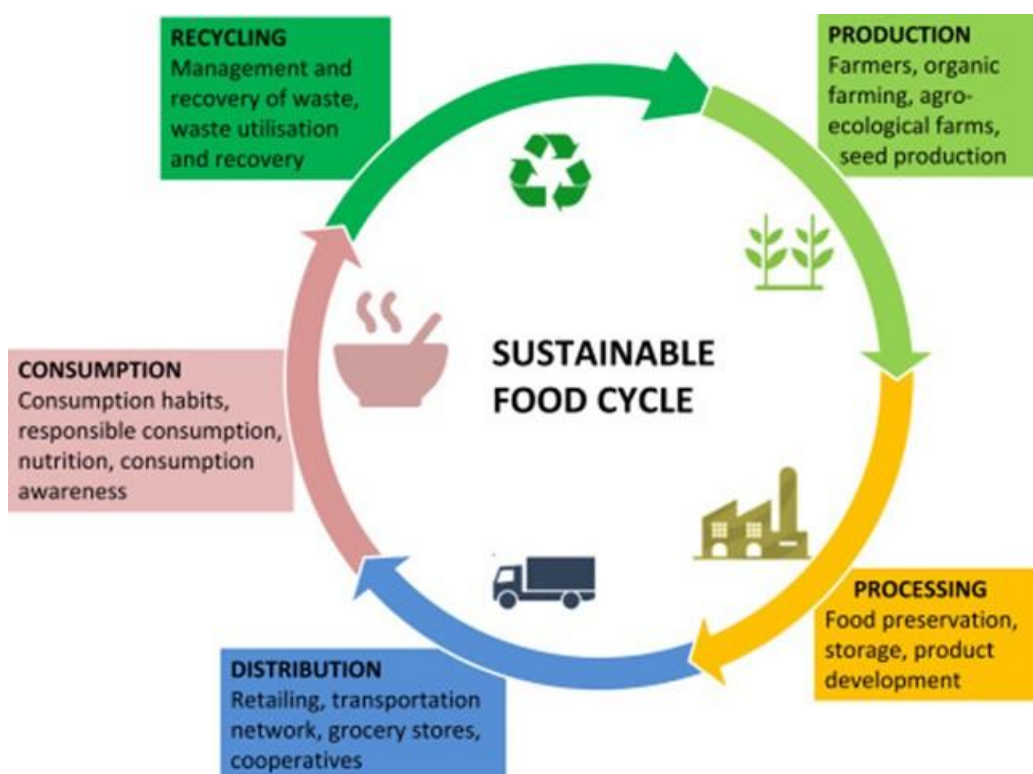 RECYCLING
Management and
recovery of waste,
waste utilisation
and recovery
PRODUCTION
Farmers, organic
farming, agro-
ecological farms,
seed production
SUSTAINABLE
FOOD CYCLE
CONSUMPTION
Consumption habits,
responsible consumption,
nutrition, consumption
awareness
PROCESSING
Food preservation,
storage, product
development
DISTRIBUTION
Retailing, transportation
network, grocery stores,
cooperatives